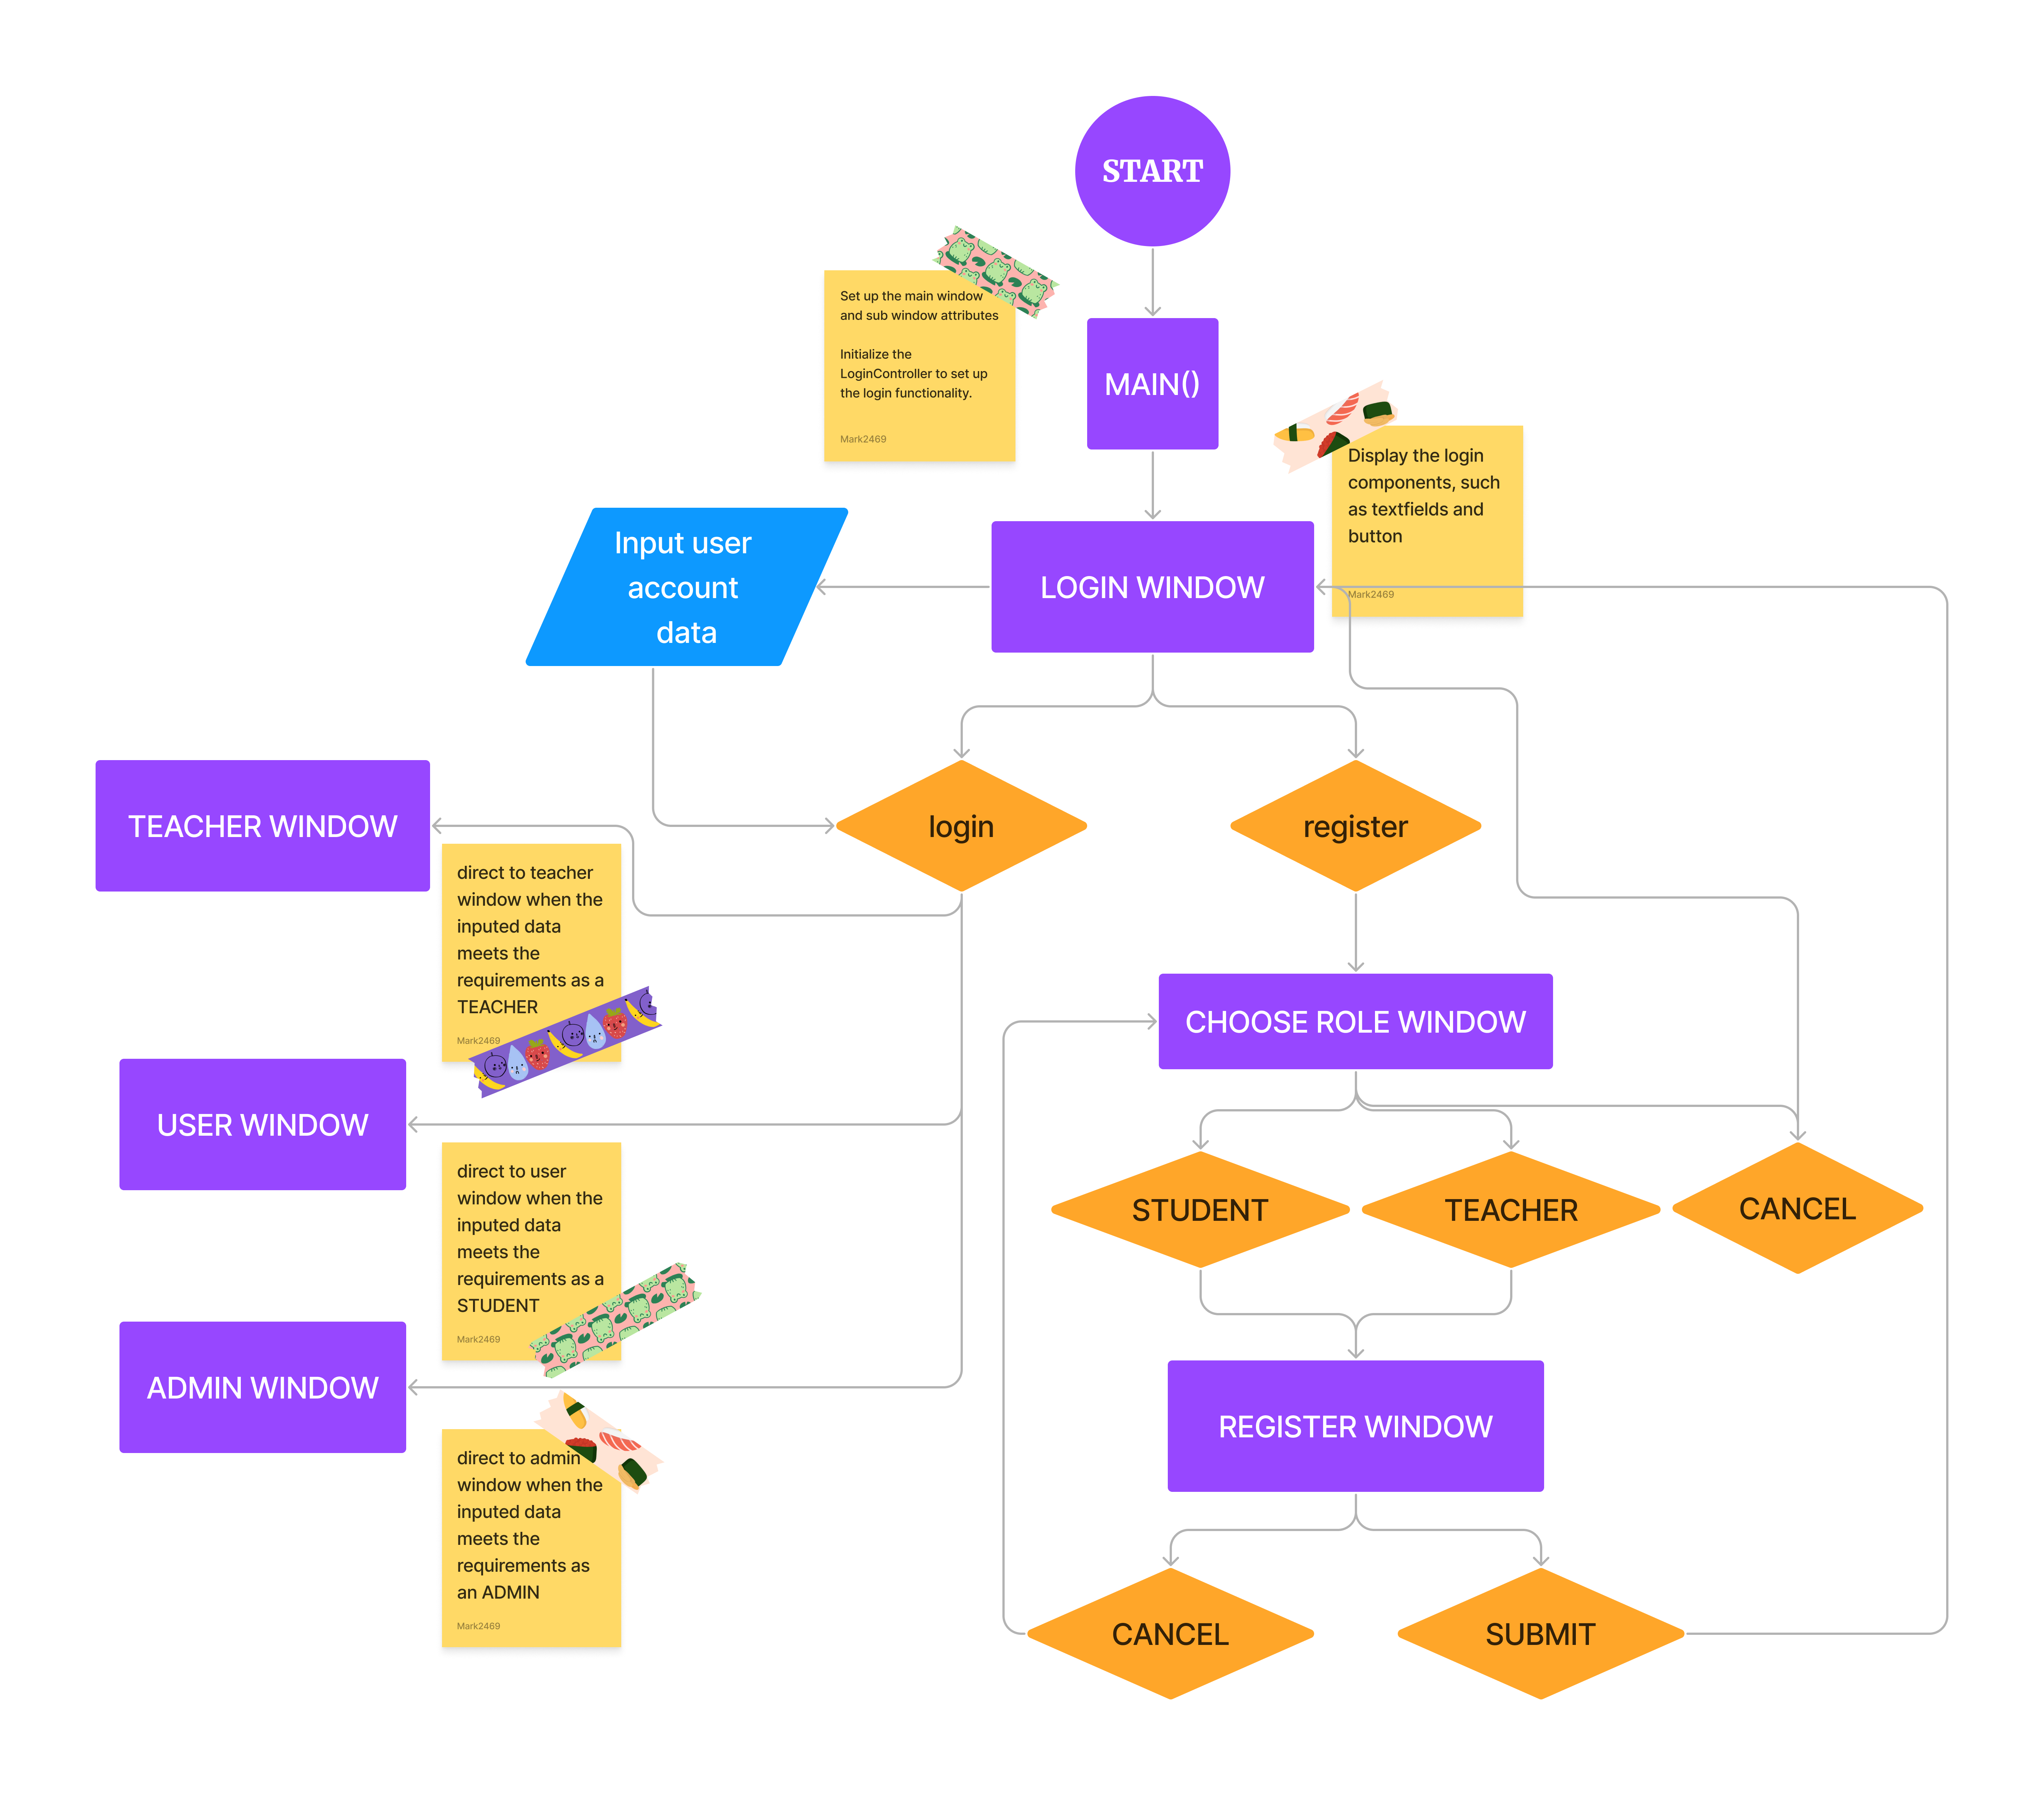 START
Set up the main window
and sub window attributes
Initialize the
LoginController to set up
the login functionality.
Mark2469
MAIN()
Display the login
components, such
as textfields and
button
Mark2469
Input user
account
data
LOGIN WINDOW
TEACHER WINDOW
login
register
direct to teacher
window when the
inputed data
meets the
requirements as a
TEACHER
Mark2469
CHOOSE ROLE WINDOW
USER WINDOW
direct to user
window when the
inputed data
meets the
requirements as a
STUDENT
Mark2469
STUDENT
TEACHER
CANCEL
ADMIN WINDOW
direct to admin
window when the
inputed data
meets the
requirements as
an ADMIN
Mark2469
REGISTER WINDOW
CANCEL
SUBMIT